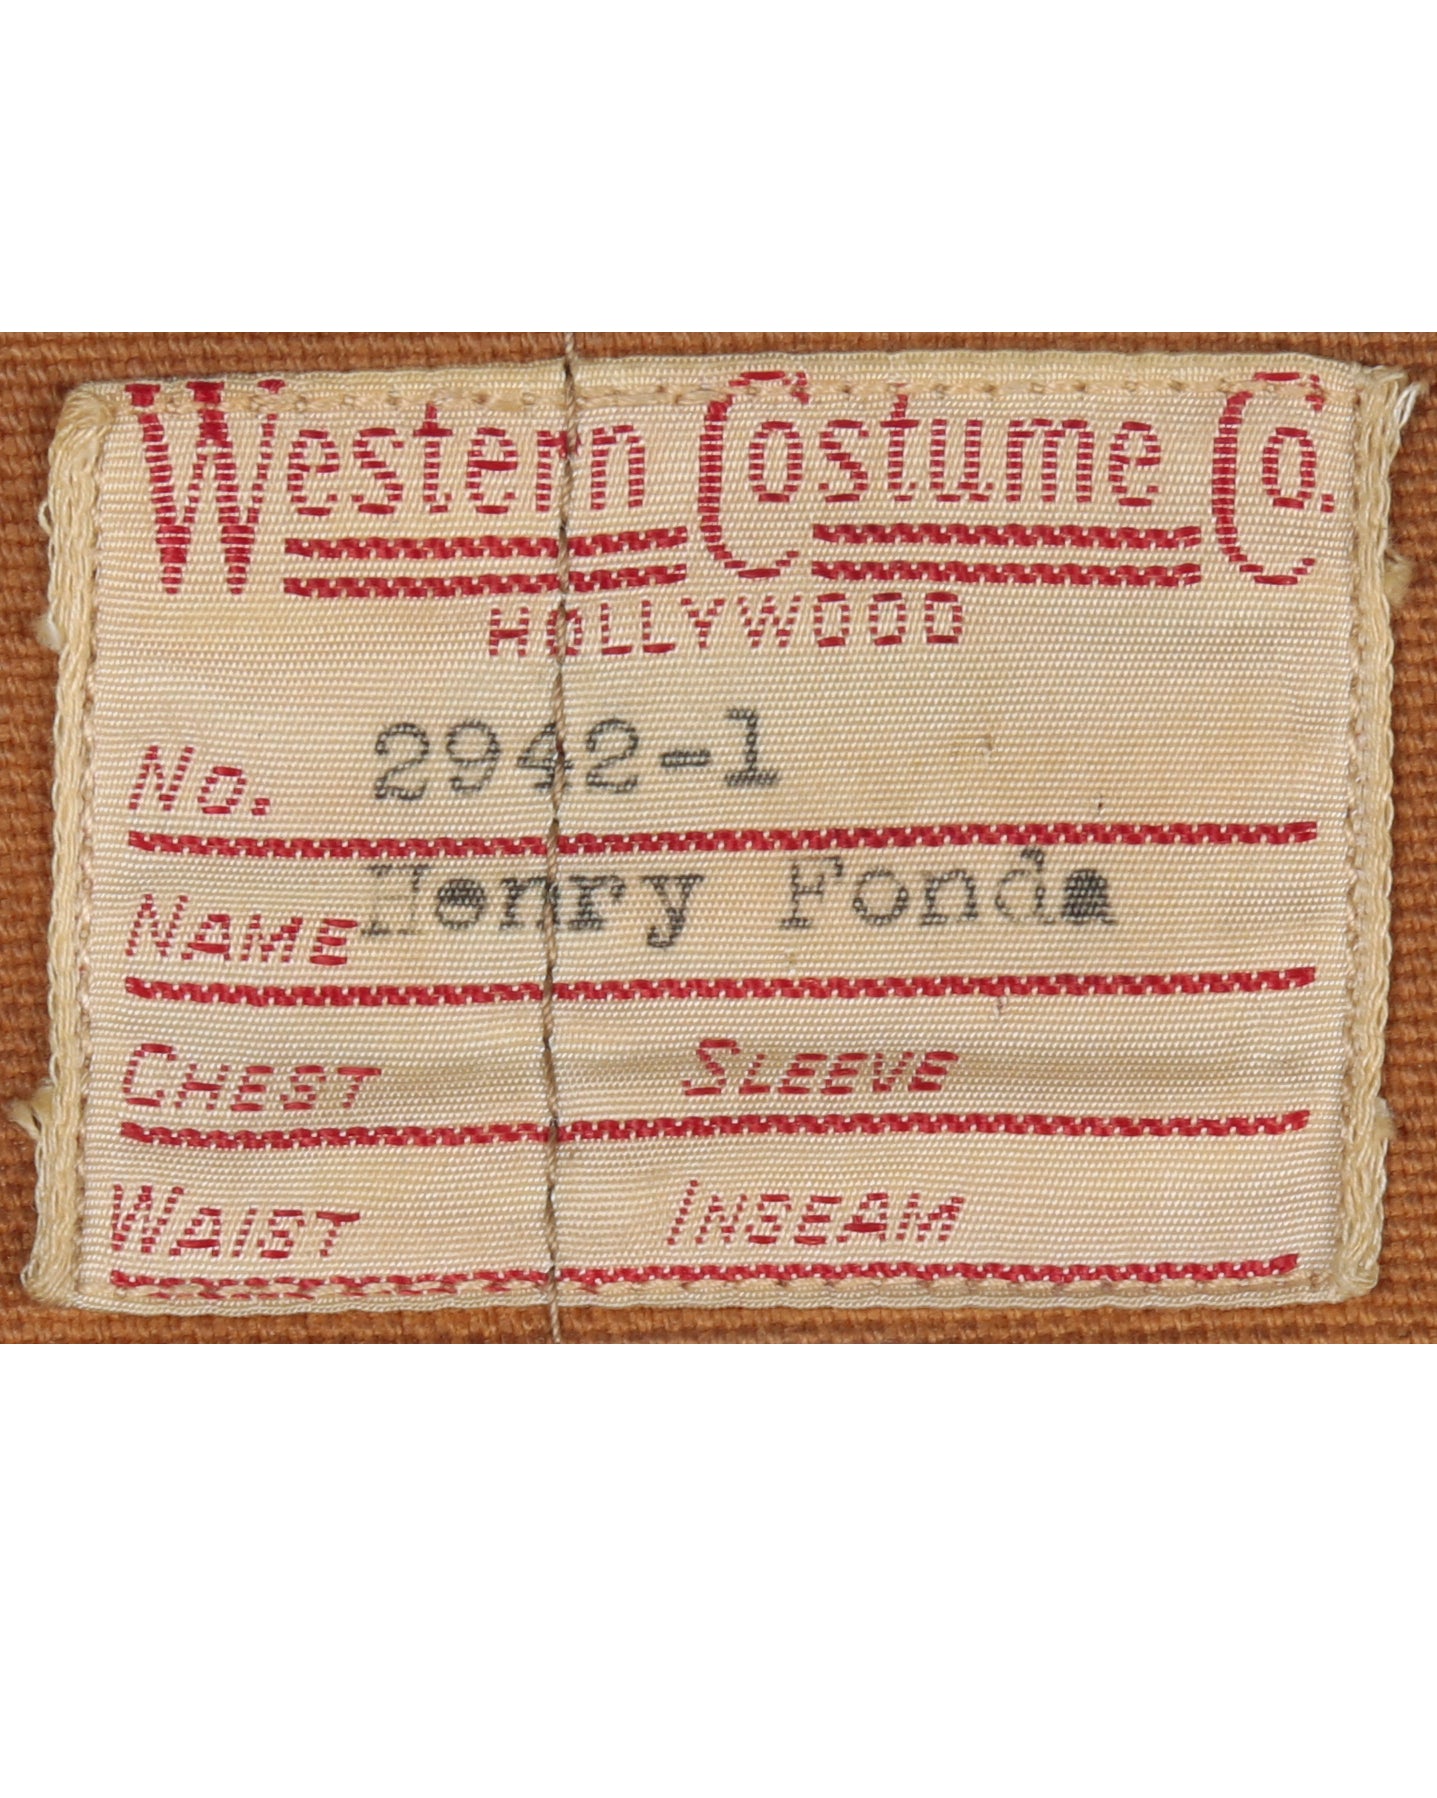 Western Costume Co.
HOLLYWOOD
No. 2942-1
NAME Henry Fonda
CHEST SLEEVE
WAIST INSEAM